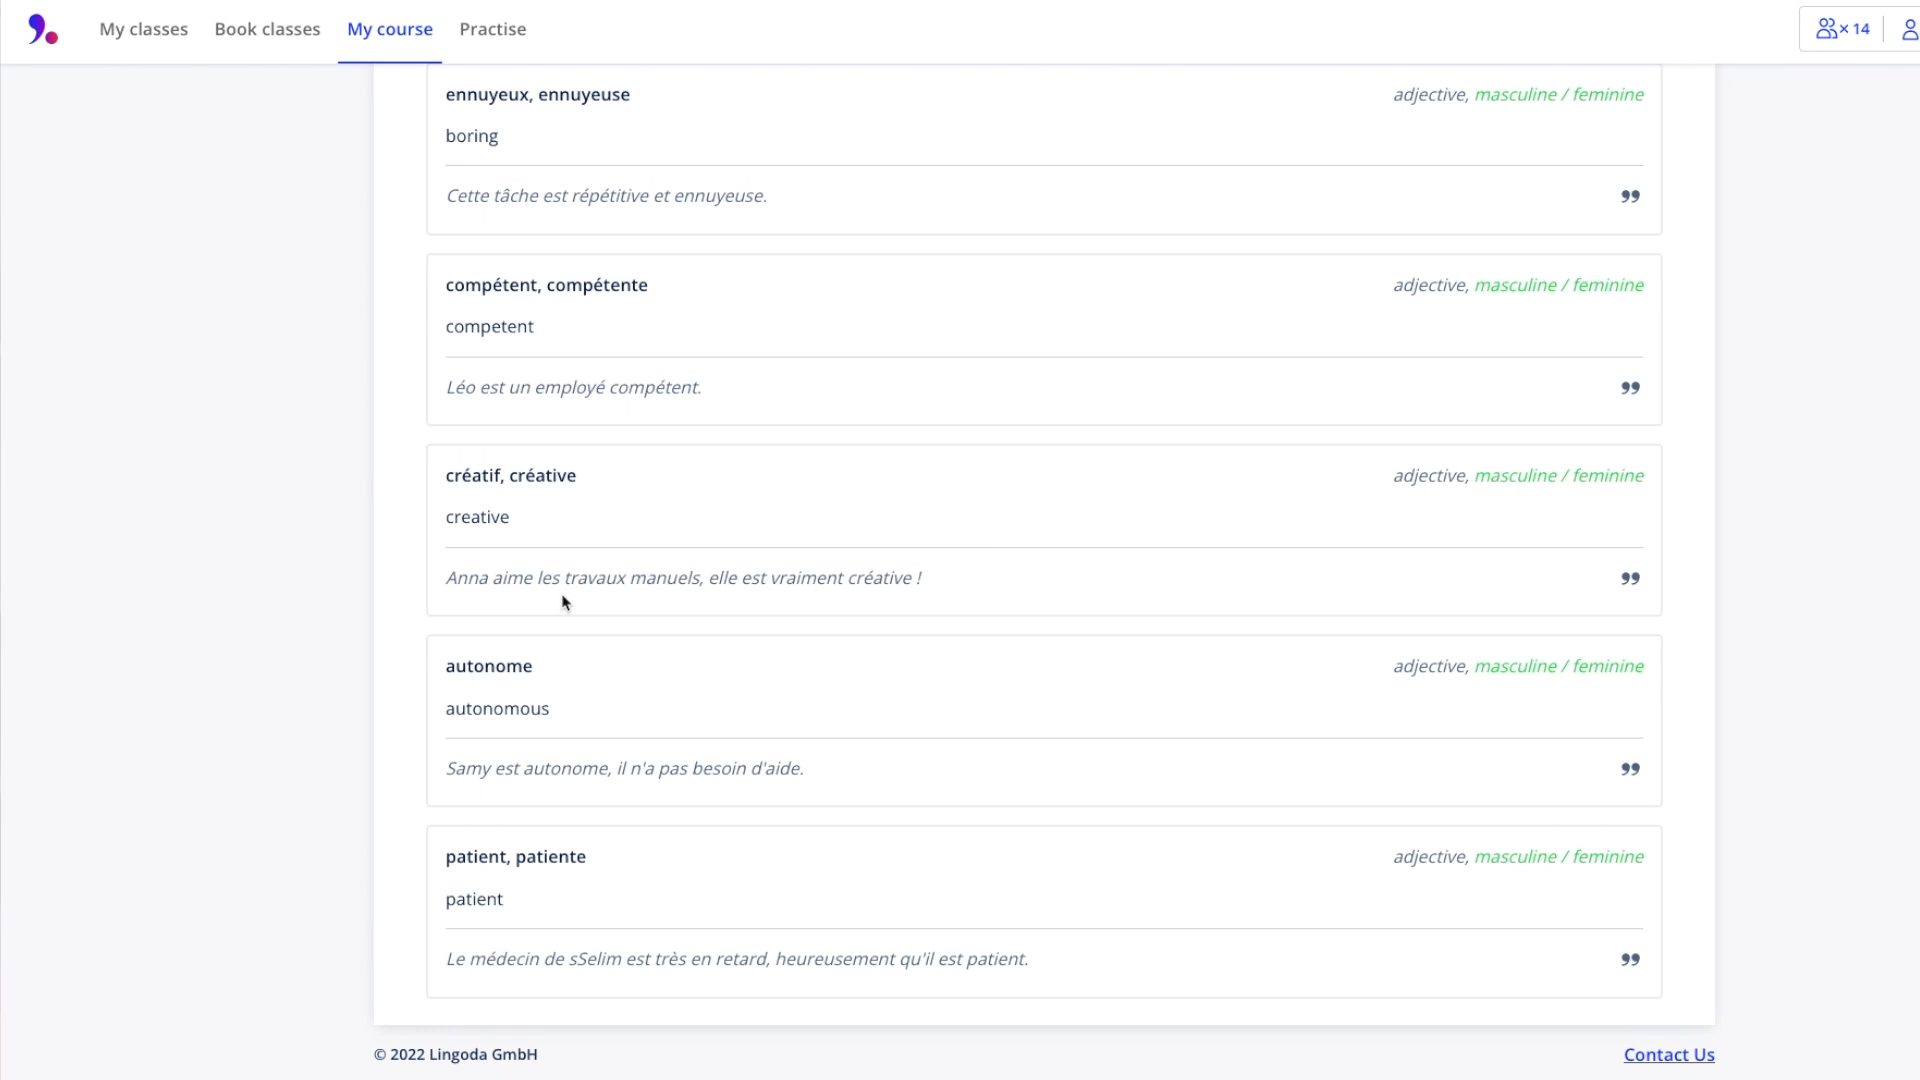 My classes Book classes My course Practise × 14
ennuyeux, ennuyeuse adjective, masculine / feminine
boring
Cette tâche est répétitive et ennuyeuse.
compétent, compétente adjective, masculine / feminine
competent
Léo est un employé compétent.
créatif, créative adjective, masculine / feminine
creative
Anna aime les travaux manuels, elle est vraiment créative !
autonome adjective, masculine / feminine
autonomous
Samy est autonome, il n'a pas besoin d'aide.
patient, patiente adjective, masculine / feminine
patient
Le médecin de sSelim est très en retard, heureusement qu'il est patient.
© 2022 Lingoda GmbH Contact Us